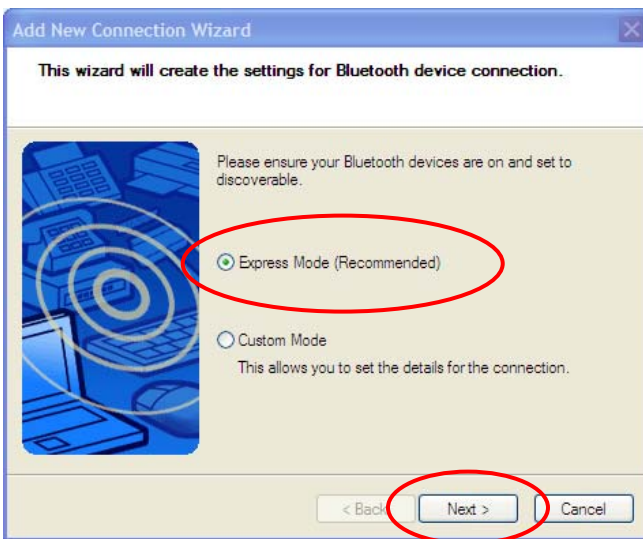 Add New Connection Wizard
This wizard will create the settings for Bluetooth device connection.
Please ensure your Bluetooth devices are on and set to
discoverable.
Express Mode (Recommended)
Custom Mode
This allows you to set the details for the connection.
< Back Next > Cancel